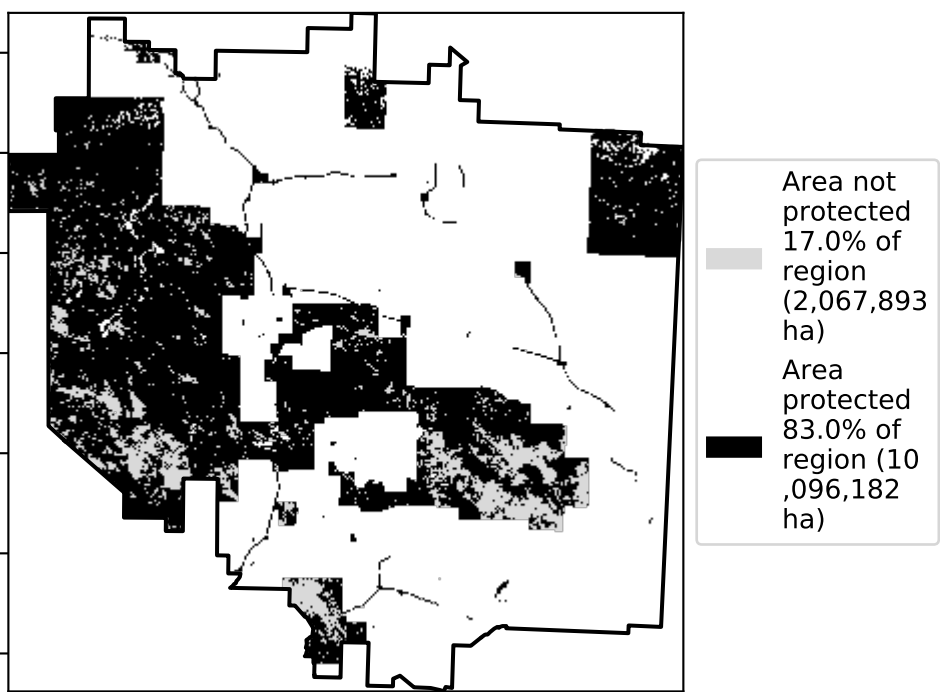 Area not
protected
17.0% of
region
(2,067,893
ha)
Area
protected
83.0% of
region (10
,096,182
ha)